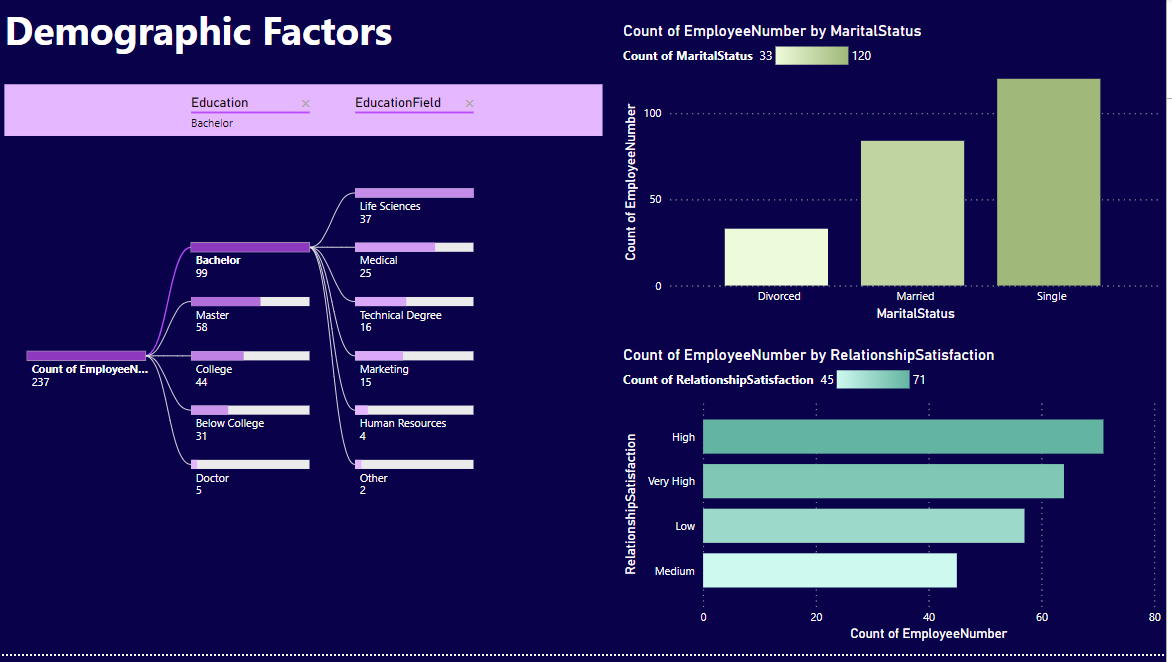 Demographic Factors
Education ×
Bachelor
EducationField ×
Count of EmployeeN...
237
Bachelor
99
Master
58
College
44
Below College
31
Doctor
5
Life Sciences
37
Medical
25
Technical Degree
16
Marketing
15
Human Resources
4
Other
2
Count of EmployeeNumber by MaritalStatus
Count of MaritalStatus 33 120
Count of EmployeeNumber
100
50
0
Divorced Married Single
MaritalStatus
Count of EmployeeNumber by RelationshipSatisfaction
Count of RelationshipSatisfaction 45 71
RelationshipSatisfaction
High
Very High
Low
Medium
0 20 40 60 80
Count of EmployeeNumber